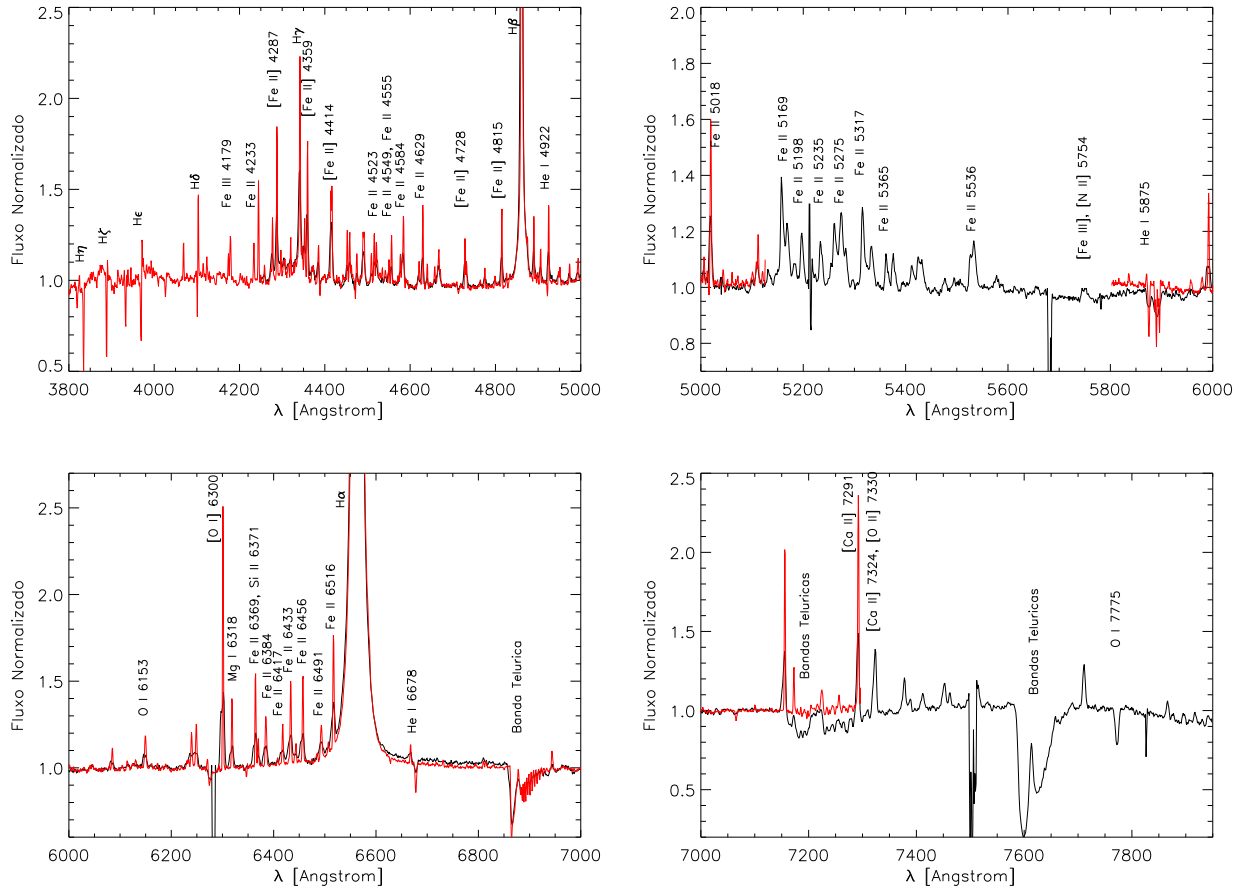 2.5
2.0
1.5
1.0
0.5
Fluxo Normalizado
Hη
Hζ
Hϵ
Hδ
Fe III 4179
Fe II 4233
[Fe II] 4287
Hγ
[Fe II] 4359
[Fe II] 4414
Fe II 4523
Fe II 4549, Fe II 4555
Fe II 4584
Fe II 4629
[Fe II] 4728
[Fe II] 4815
Hβ
He I 4922
3800 4000 4200 4400 4600 4800 5000
λ [Angstrom]
2.0
1.8
1.6
1.4
1.2
1.0
0.8
Fluxo Normalizado
Fe II 5018
Fe II 5169
Fe II 5198
Fe II 5235
Fe II 5275
Fe II 5317
Fe II 5365
Fe II 5536
[Fe III], [N II] 5754
He I 5875
5000 5200 5400 5600 5800 6000
λ [Angstrom]
2.5
2.0
1.5
1.0
Fluxo Normalizado
O I 6153
[O I] 6300
Mg I 6318
Fe II 6369, Si II 6371
Fe II 6384
Fe II 6417
Fe II 6433
Fe II 6456
Fe II 6491
Fe II 6516
Hα
He I 6678
Banda Telurica
6000 6200 6400 6600 6800 7000
λ [Angstrom]
2.5
2.0
1.5
1.0
0.5
Fluxo Normalizado
Bandas Teluricas
[Ca II] 7291
[Ca II] 7324, [O II] 7330
Bandas Teluricas
O I 7775
7000 7200 7400 7600 7800
λ [Angstrom]